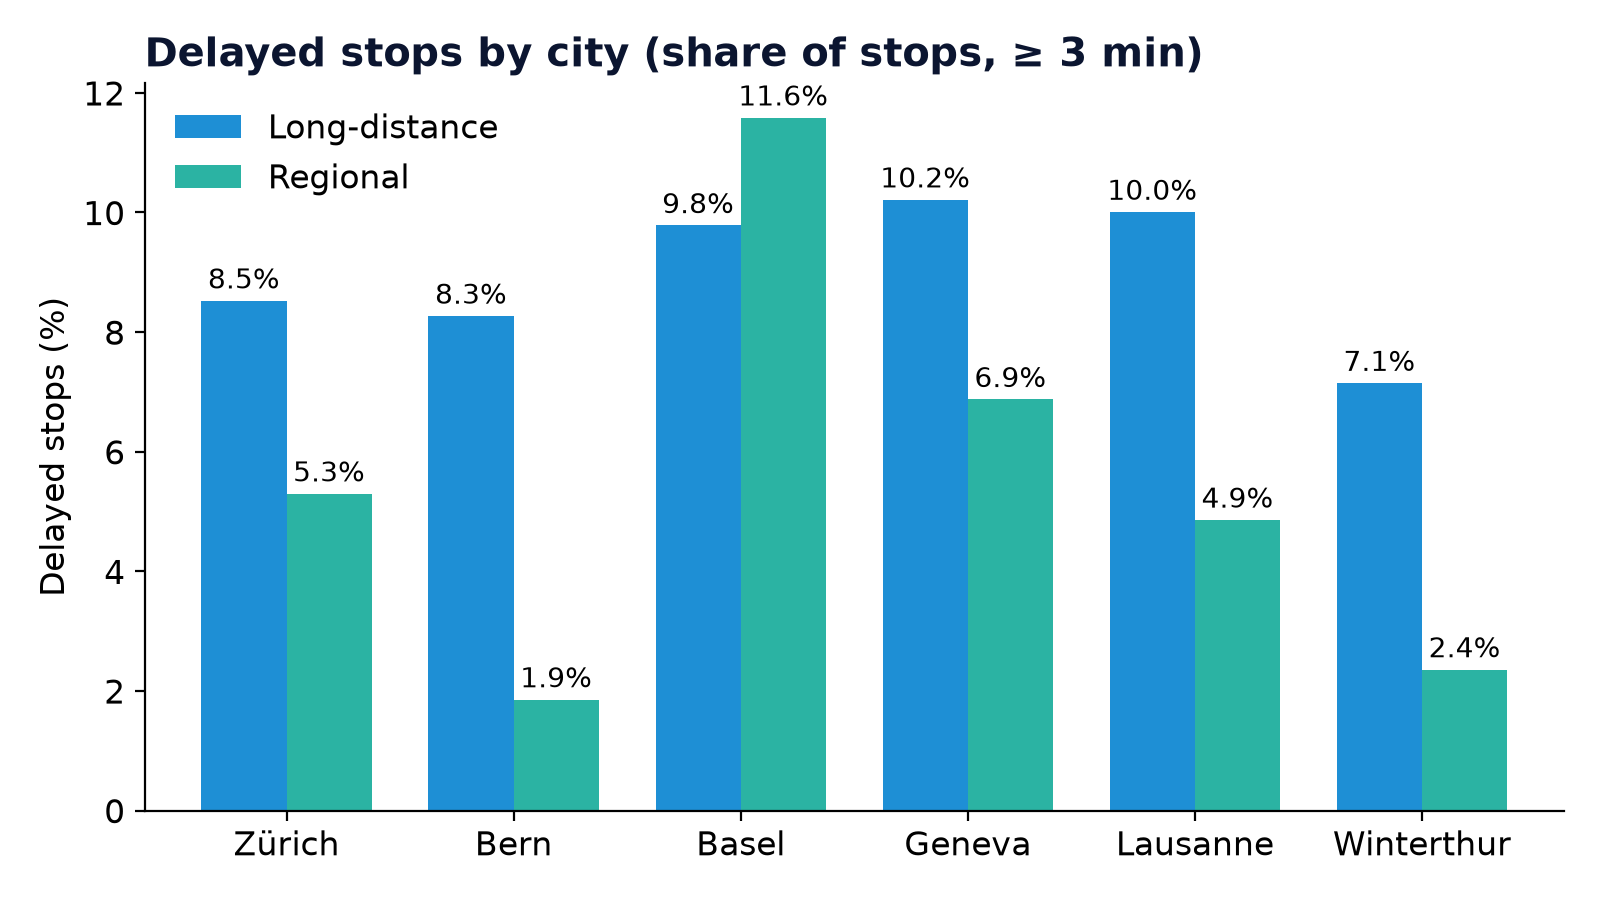 Delayed stops by city (share of stops, ≥ 3 min)
Long-distance
Regional
Delayed stops (%)
12
10
8
6
4
2
0
8.5%
5.3%
8.3%
1.9%
9.8%
11.6%
10.2%
6.9%
10.0%
4.9%
7.1%
2.4%
Zürich
Bern
Basel
Geneva
Lausanne
Winterthur